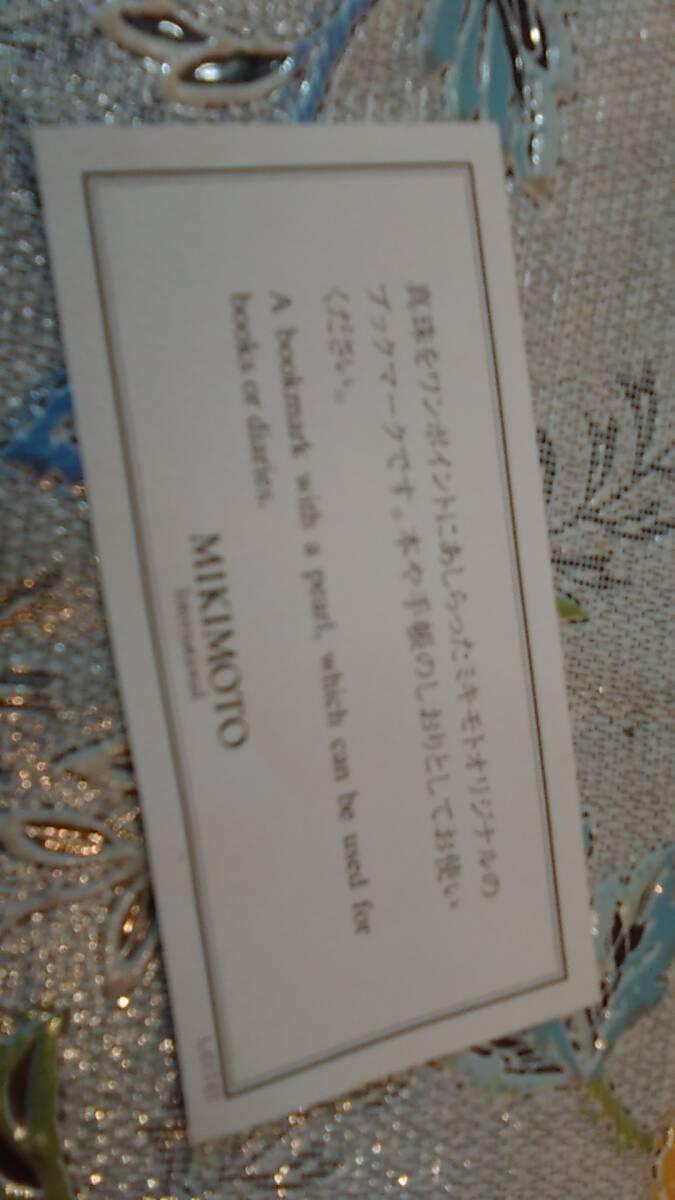 真珠をワンポイントにあしらったミキモトオリジナルの
ブックマークです。本や手帳のしおりとしてお使い
ください。
A bookmark with a pearl, which can be used for
books or diaries.
MIKIMOTO
International